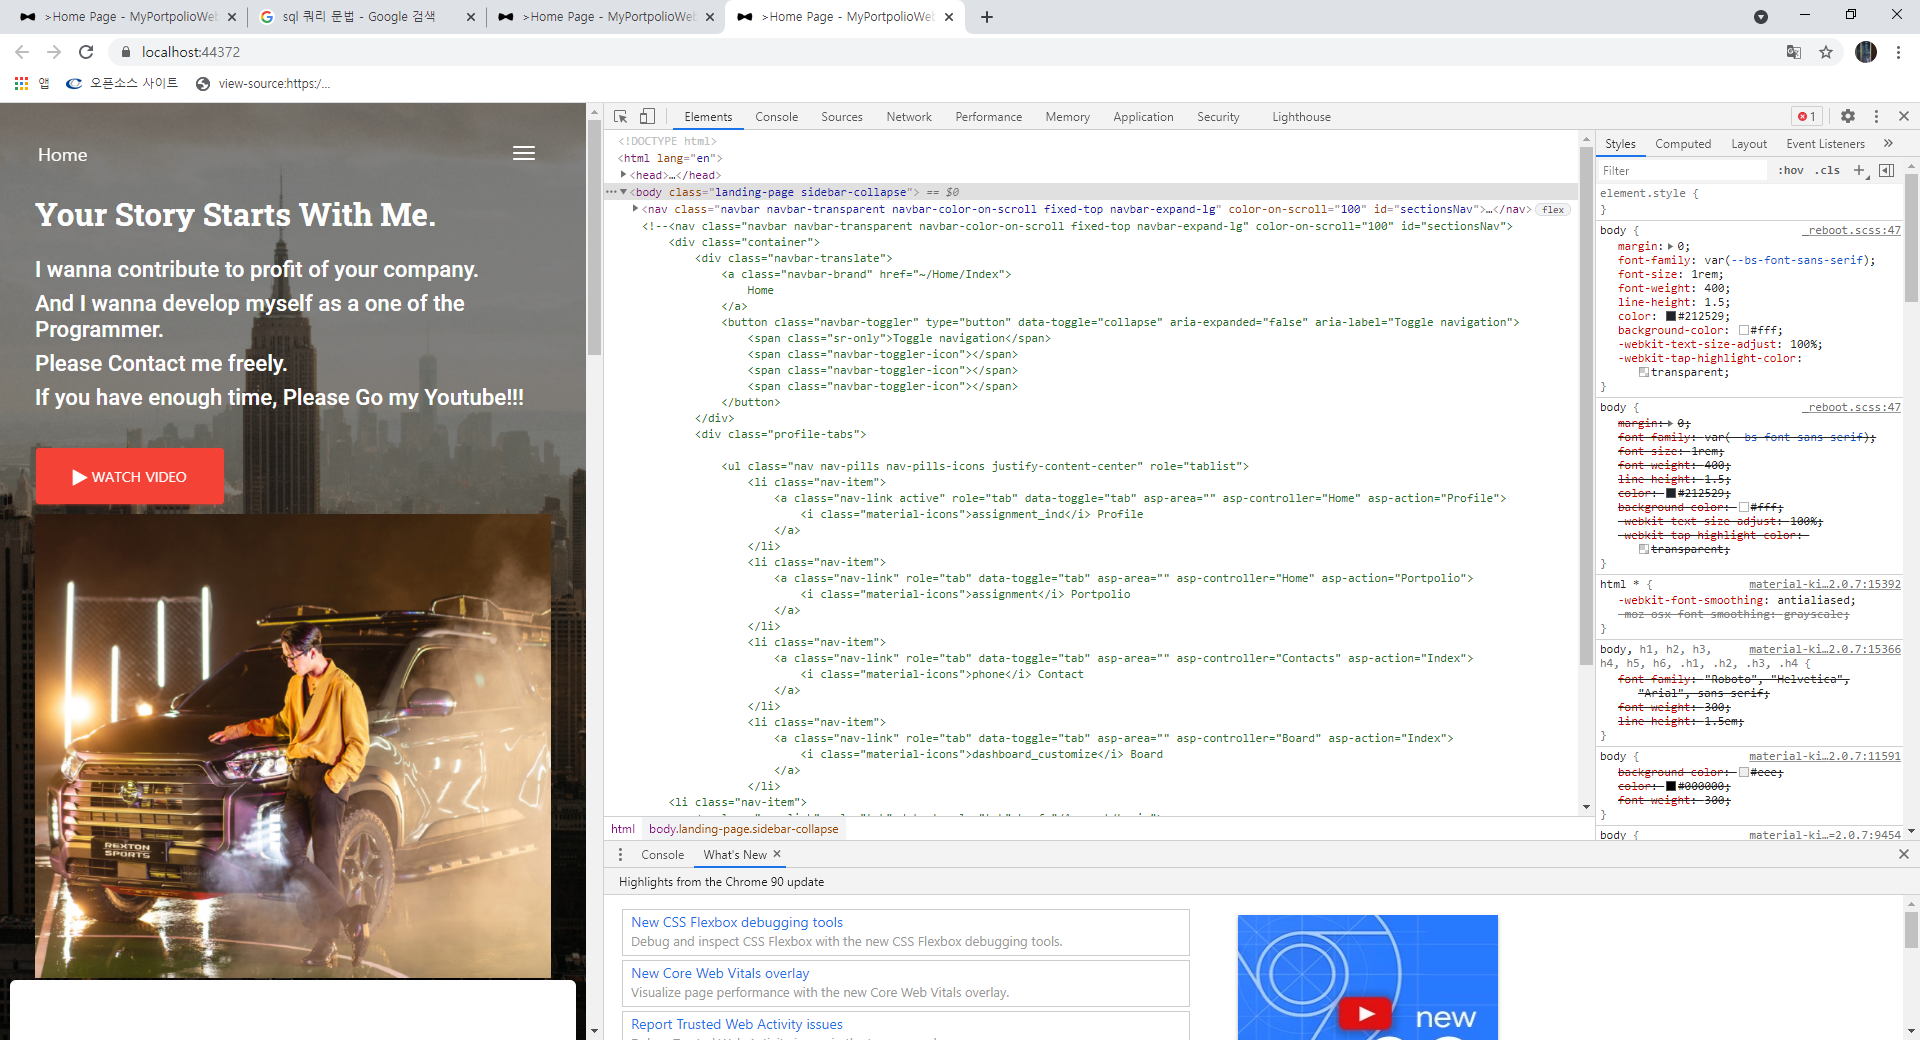 >Home Page - MyPortpolioWeb
sql 쿼리 문법 - Google 검색
>Home Page - MyPortpolioWeb
>Home Page - MyPortpolioWeb
localhost:44372
앱
오픈소스 사이트
view-source:https:/...
Home
Your Story Starts With Me.
I wanna contribute to profit of your company.
And I wanna develop myself as a one of the
Programmer.
Please Contact me freely.
If you have enough time, Please Go my Youtube!!!
WATCH VIDEO
REXTON
SPORTS
Elements Console Sources Network Performance Memory Application Security Lighthouse
1
<!DOCTYPE html>
<html lang="en">
<head>…</head>
<body class="landing-page sidebar-collapse"> == $0
<nav class="navbar navbar-transparent navbar-color-on-scroll fixed-top navbar-expand-lg" color-on-scroll="100" id="sectionsNav">…</nav> flex
<!--<nav class="navbar navbar-transparent navbar-color-on-scroll fixed-top navbar-expand-lg" color-on-scroll="100" id="sectionsNav">
<div class="container">
<div class="navbar-translate">
<a class="navbar-brand" href="~/Home/Index">
Home
</a>
<button class="navbar-toggler" type="button" data-toggle="collapse" aria-expanded="false" aria-label="Toggle navigation">
<span class="sr-only">Toggle navigation</span>
<span class="navbar-toggler-icon"></span>
<span class="navbar-toggler-icon"></span>
<span class="navbar-toggler-icon"></span>
</button>
</div>
<div class="profile-tabs">
<ul class="nav nav-pills nav-pills-icons justify-content-center" role="tablist">
<li class="nav-item">
<a class="nav-link active" role="tab" data-toggle="tab" asp-area="" asp-controller="Home" asp-action="Profile">
<i class="material-icons">assignment_ind</i> Profile
</a>
</li>
<li class="nav-item">
<a class="nav-link" role="tab" data-toggle="tab" asp-area="" asp-controller="Home" asp-action="Portpolio">
<i class="material-icons">assignment</i> Portpolio
</a>
</li>
<li class="nav-item">
<a class="nav-link" role="tab" data-toggle="tab" asp-area="" asp-controller="Contacts" asp-action="Index">
<i class="material-icons">phone</i> Contact
</a>
</li>
<li class="nav-item">
<a class="nav-link" role="tab" data-toggle="tab" asp-area="" asp-controller="Board" asp-action="Index">
<i class="material-icons">dashboard_customize</i> Board
</a>
</li>
<li class="nav-item">
html body.landing-page.sidebar-collapse
Styles Computed Layout Event Listeners »
Filter :hov .cls
element.style {
}
body { _reboot.scss:47
margin: 0;
font-family: var(--bs-font-sans-serif);
font-size: 1rem;
font-weight: 400;
line-height: 1.5;
color: #212529;
background-color: #fff;
-webkit-text-size-adjust: 100%;
-webkit-tap-highlight-color:
transparent;
}
body { _reboot.scss:47
margin: 0;
font-family: var(--bs-font-sans-serif);
font-size: 1rem;
font-weight: 400;
line-height: 1.5;
color: #212529;
background-color: #fff;
-webkit-text-size-adjust: 100%;
-webkit-tap-highlight-color:
transparent;
}
html * { material-ki…2.0.7:15392
-webkit-font-smoothing: antialiased;
-moz-osx-font-smoothing: grayscale;
}
body, h1, h2, h3, material-ki…2.0.7:15366
h4, h5, h6, .h1, .h2, .h3, .h4 {
font-family: "Roboto", "Helvetica",
"Arial", sans-serif;
font-weight: 300;
line-height: 1.5em;
}
body { material-ki…2.0.7:11591
background-color: #eee;
color: #000000;
font-weight: 300;
}
body { material-ki…=2.0.7:9454
Console What's New
Highlights from the Chrome 90 update
New CSS Flexbox debugging tools
Debug and inspect CSS Flexbox with the new CSS Flexbox debugging tools.
New Core Web Vitals overlay
Visualize page performance with the new Core Web Vitals overlay.
Report Trusted Web Activity issues
new